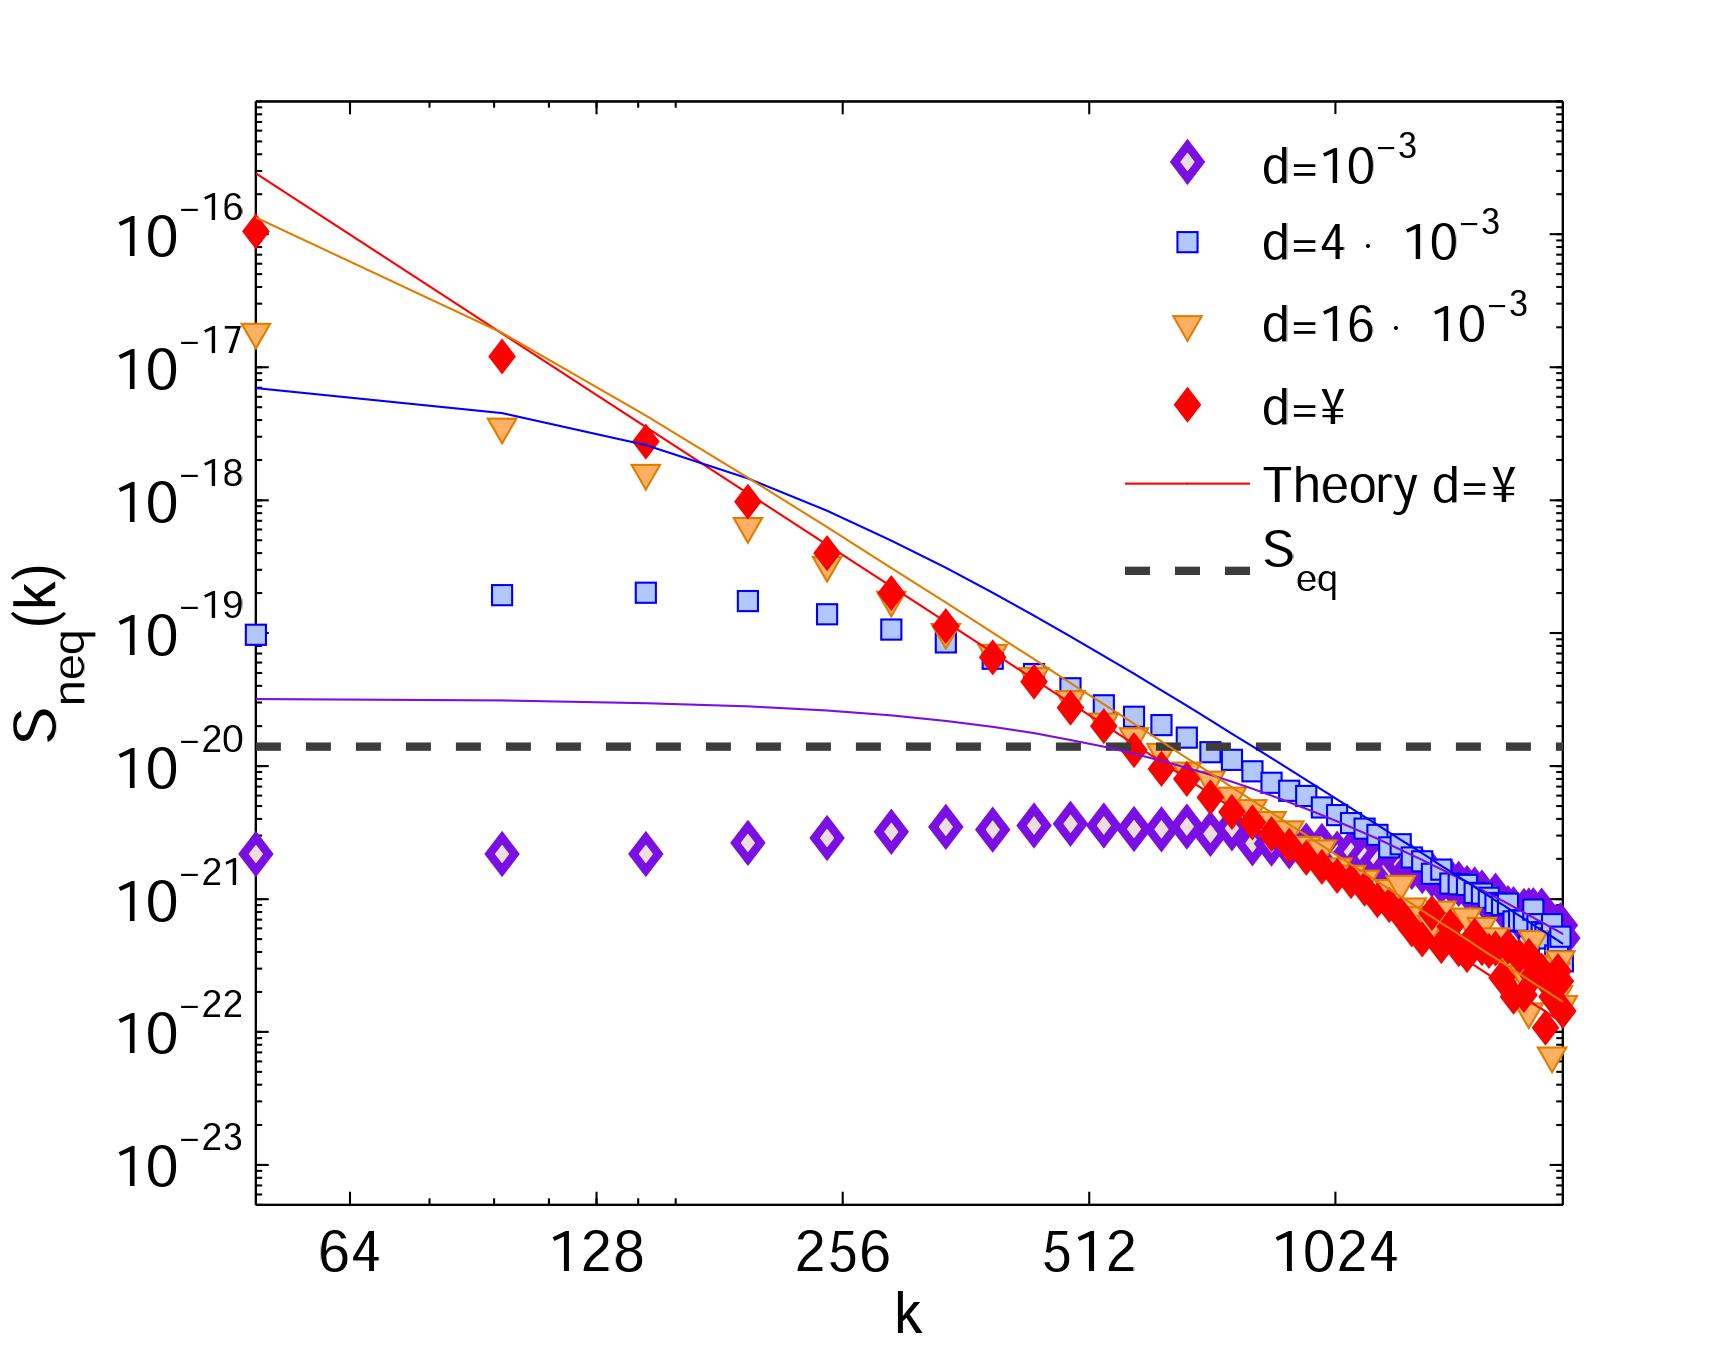 d=10⁻³
d=4 · 10⁻³
d=16 · 10⁻³
d=¥
Theory d=¥
S_eq
S_neq(k)
10⁻¹⁶
10⁻¹⁷
10⁻¹⁸
10⁻¹⁹
10⁻²⁰
10⁻²¹
10⁻²²
10⁻²³
64 128 256 512 1024
k